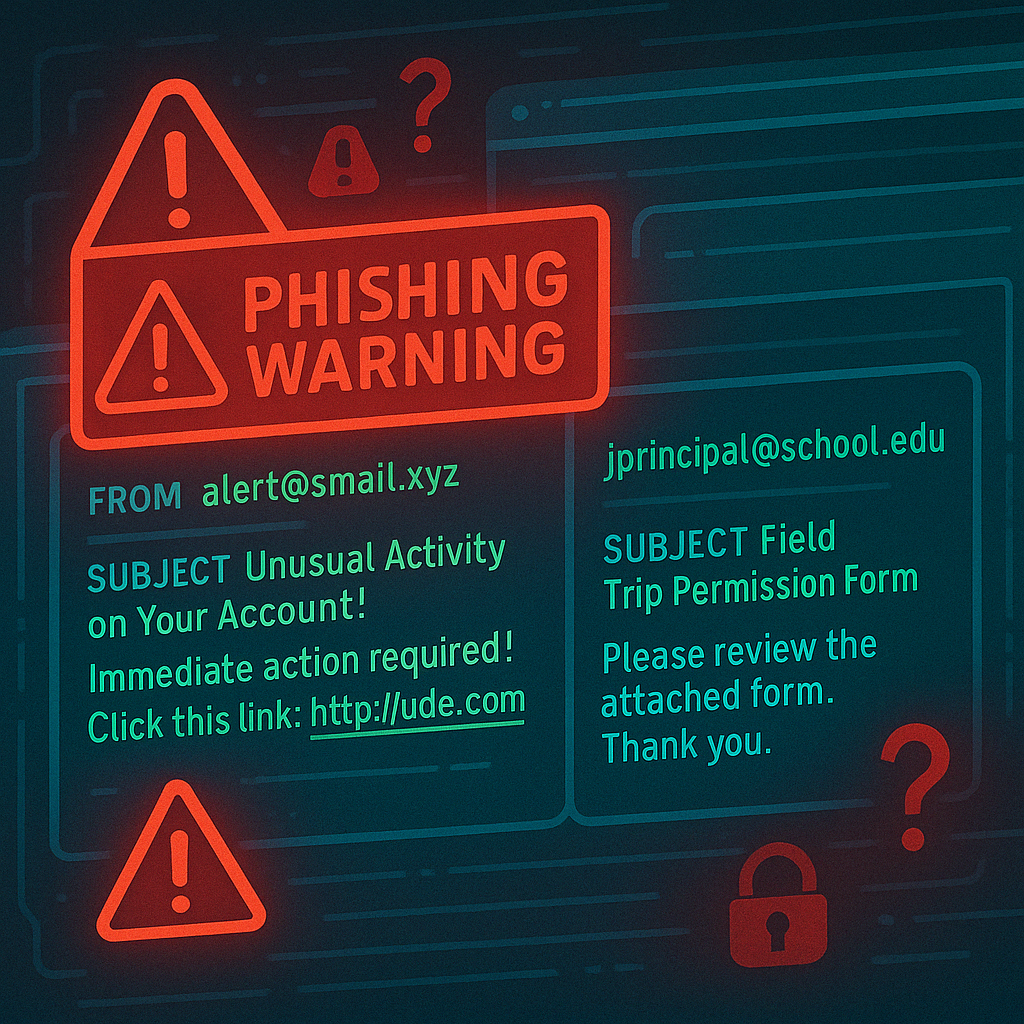 PHISHING
WARNING
FROM alert@smail.xyz
SUBJECT Unusual Activity
on Your Account!
Immediate action required!
Click this link: http://ude.com
jprincipal@school.edu
SUBJECT Field
Trip Permission Form
Please review the
attached form.
Thank you.